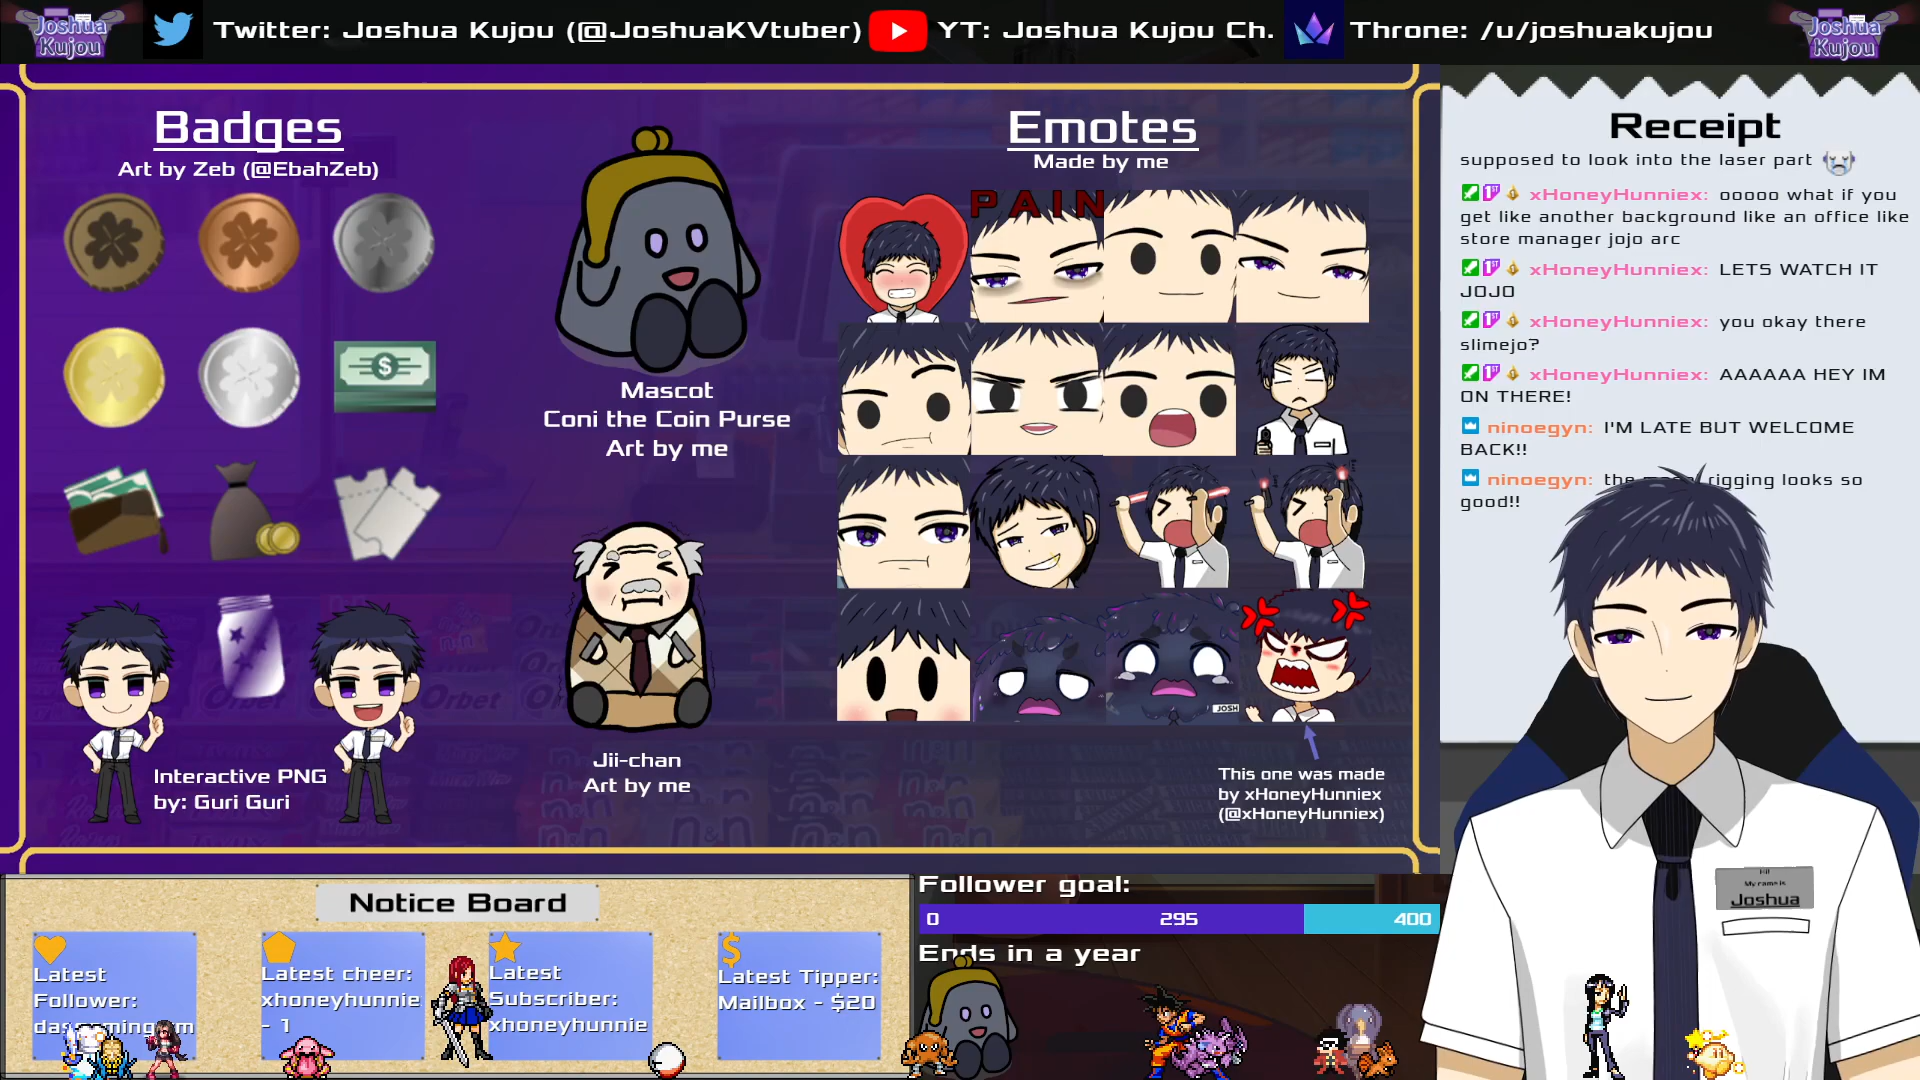 Joshua
Kujou
Twitter: Joshua Kujou (@JoshuaKVtuber)
YT: Joshua Kujou Ch.
Throne: /u/joshuakujou
Joshua
Kujou
Badges
Art by Zeb (@EbahZeb)
Mascot
Coni the Coin Purse
Art by me
Jii-chan
Art by me
Interactive PNG
by: Guri Guri
Emotes
Made by me
PAIN
JOSH
This one was made
by xHoneyHunniex
(@xHoneyHunniex)
Receipt
supposed to look into the laser part
xHoneyHunniex: ooooo what if you
get like another background like an office like
store manager jojo arc
xHoneyHunniex: LETS WATCH IT
JOJO
xHoneyHunniex: you okay there
slimejo?
xHoneyHunniex: AAAAAA HEY IM
ON THERE!
ninoegyn: I'M LATE BUT WELCOME
BACK!!
ninoegyn: the rigging looks so
good!!
My name is
Joshua
Notice Board
Latest
Follower:
Latest cheer:
xhoneyhunnie
- 1
Latest
Subscriber:
xhoneyhunnie
Latest Tipper:
Mailbox - $20
Follower goal:
0 295 400
Ends in a year